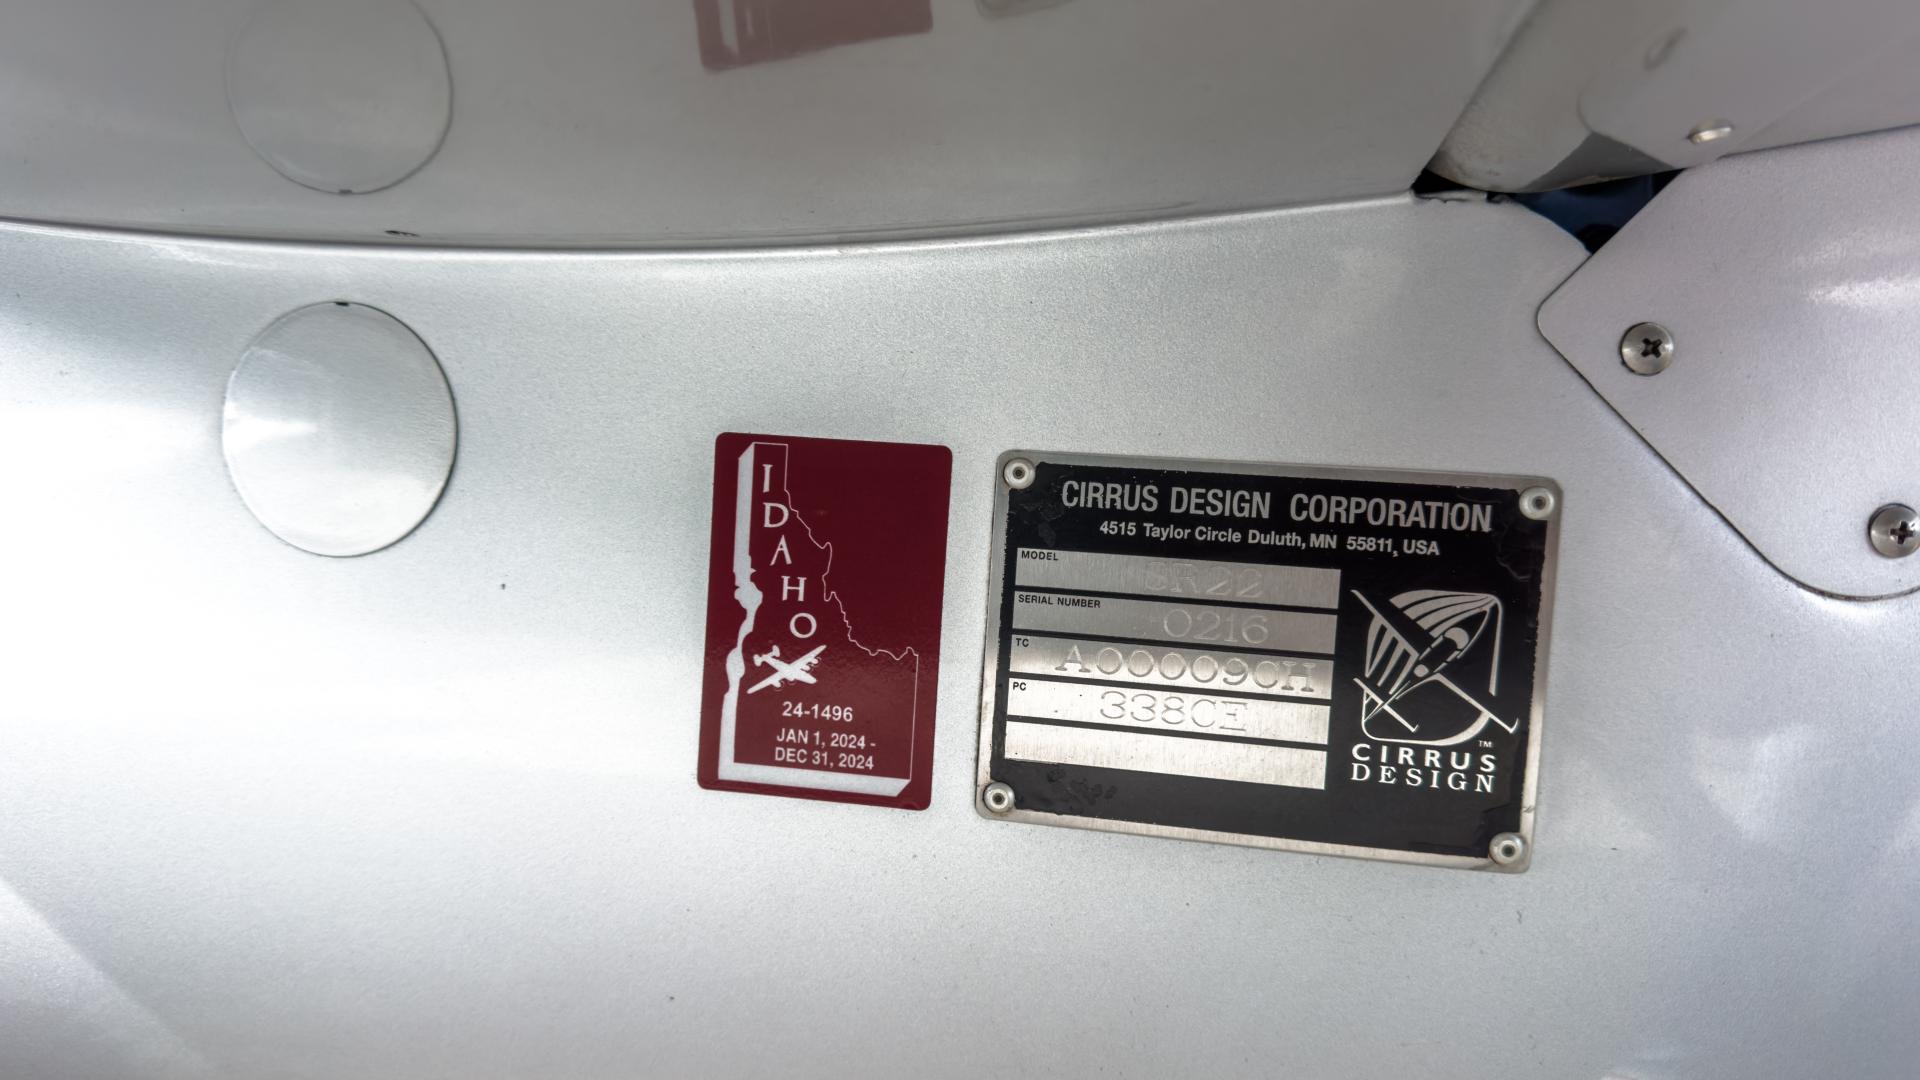 IDAHO
24-1496
JAN 1, 2024 -
DEC 31, 2024
CIRRUS DESIGN CORPORATION
4515 Taylor Circle Duluth, MN 55811, USA
MODEL SR22
SERIAL NUMBER 0216
TC A00009CH
PC 338CE
CIRRUS™
DESIGN